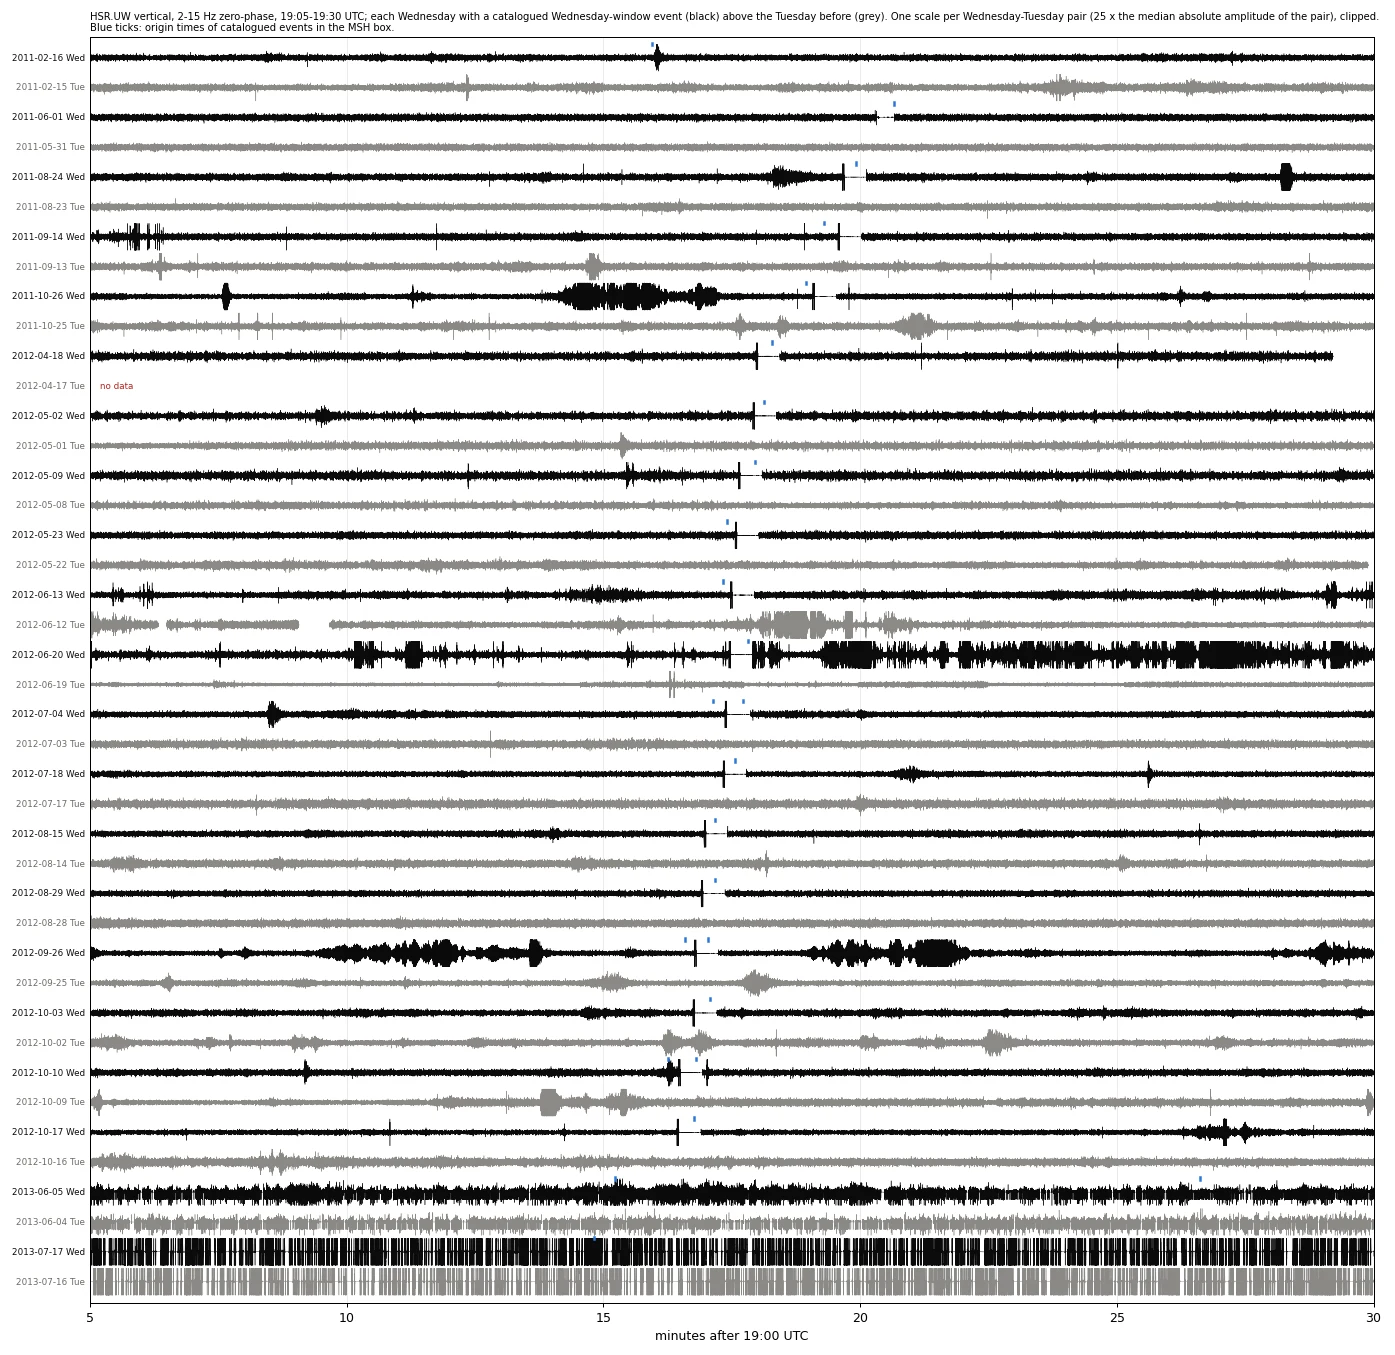 HSR.UW vertical, 2-15 Hz zero-phase, 19:05-19:30 UTC; each Wednesday with a catalogued Wednesday-window event (black) above the Tuesday before (grey). One scale per Wednesday-Tuesday pair (25 x the median absolute amplitude of the pair), clipped.
Blue ticks: origin times of catalogued events in the MSH box.
2011-02-16 Wed
2011-02-15 Tue
2011-06-01 Wed
2011-05-31 Tue
2011-08-24 Wed
2011-08-23 Tue
2011-09-14 Wed
2011-09-13 Tue
2011-10-26 Wed
2011-10-25 Tue
2012-04-18 Wed
2012-04-17 Tue no data
2012-05-02 Wed
2012-05-01 Tue
2012-05-09 Wed
2012-05-08 Tue
2012-05-23 Wed
2012-05-22 Tue
2012-06-13 Wed
2012-06-12 Tue
2012-06-20 Wed
2012-06-19 Tue
2012-07-04 Wed
2012-07-03 Tue
2012-07-18 Wed
2012-07-17 Tue
2012-08-15 Wed
2012-08-14 Tue
2012-08-29 Wed
2012-08-28 Tue
2012-09-26 Wed
2012-09-25 Tue
2012-10-03 Wed
2012-10-02 Tue
2012-10-10 Wed
2012-10-09 Tue
2012-10-17 Wed
2012-10-16 Tue
2013-06-05 Wed
2013-06-04 Tue
2013-07-17 Wed
2013-07-16 Tue
5 10 15 20 25 30
minutes after 19:00 UTC